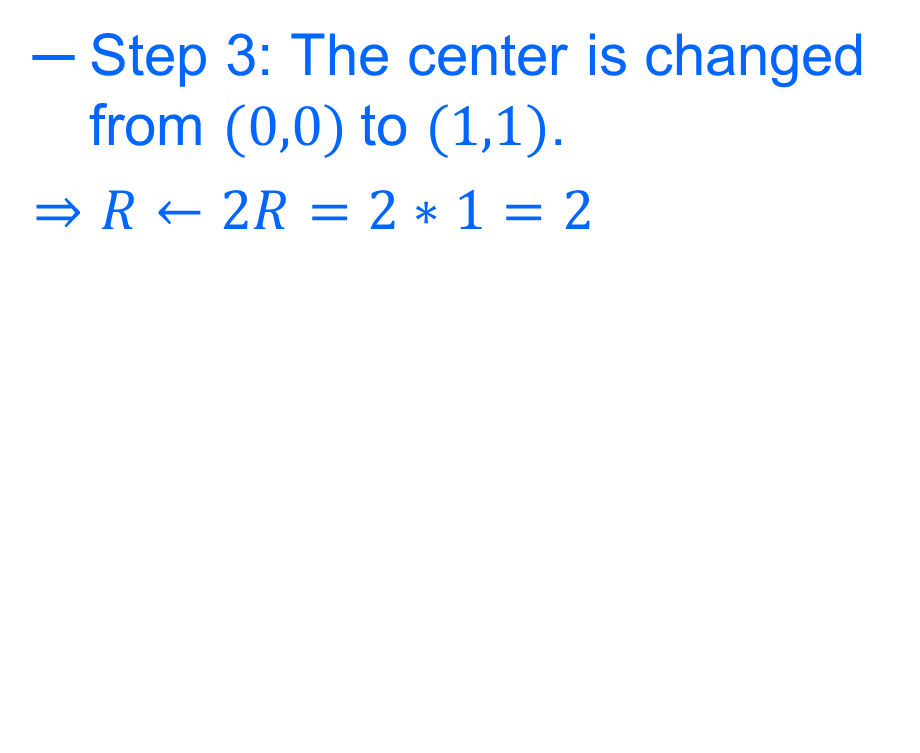 – Step 3: The center is changed
from (0,0) to (1,1).
⇒ R ← 2R = 2 ∗ 1 = 2